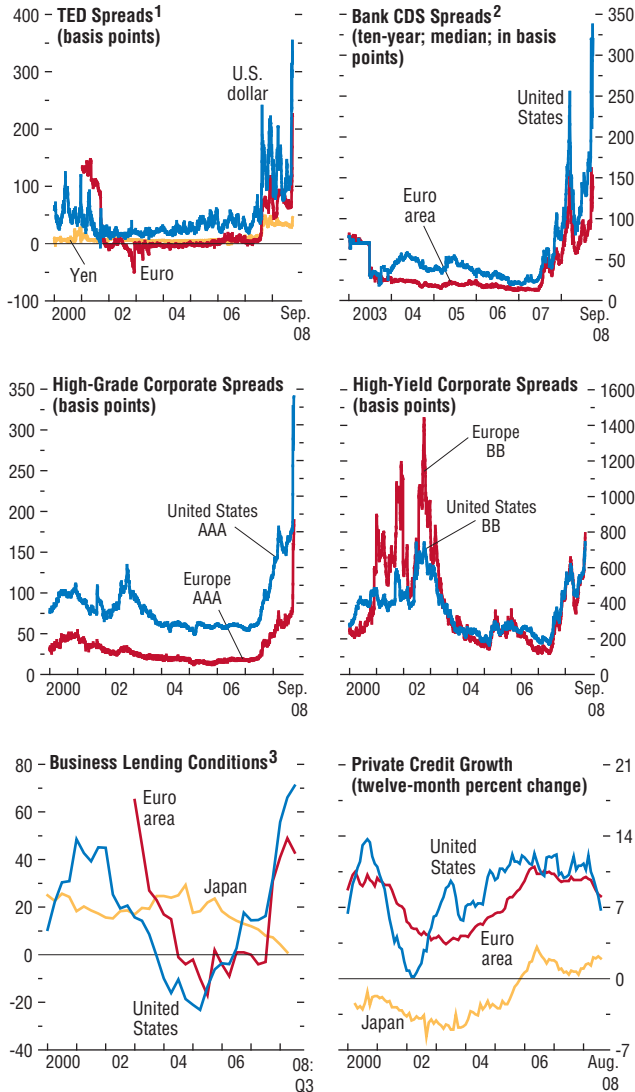 TED Spreads1
(basis points)
400
300
200
100
0
-100
U.S.
dollar
Yen
Euro
2000
02
04
06
Sep.
08
Bank CDS Spreads2
(ten-year; median; in basis
points)
350
300
250
200
150
100
50
0
United
States
Euro
area
2003
04
05
06
07
Sep.
08
High-Grade Corporate Spreads
(basis points)
350
300
250
200
150
100
50
0
United States
AAA
Europe
AAA
2000
02
04
06
Sep.
08
High-Yield Corporate Spreads
(basis points)
1600
1400
1200
1000
800
600
400
200
0
Europe
BB
United States
BB
2000
02
04
06
Sep.
08
Business Lending Conditions3
80
60
40
20
0
-20
-40
Euro
area
Japan
United
States
2000
02
04
06
08:
Q3
Private Credit Growth
(twelve-month percent change)
21
14
7
0
-7
United
States
Euro
area
Japan
2000
02
04
06
Aug.
08